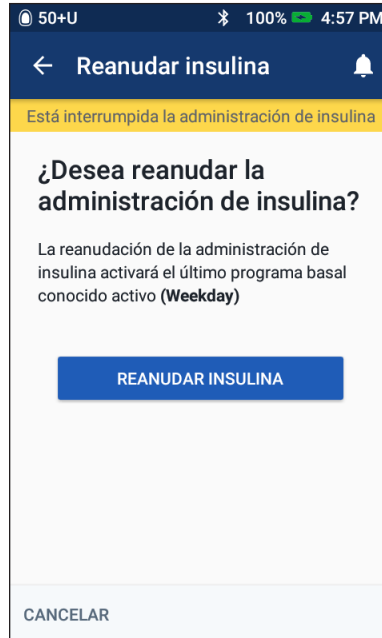 50+U 100% 4:57 PM
Reanudar insulina
Está interrumpida la administración de insulina
¿Desea reanudar la
administración de insulina?
La reanudación de la administración de
insulina activará el último programa basal
conocido activo (Weekday)
REANUDAR INSULINA
CANCELAR